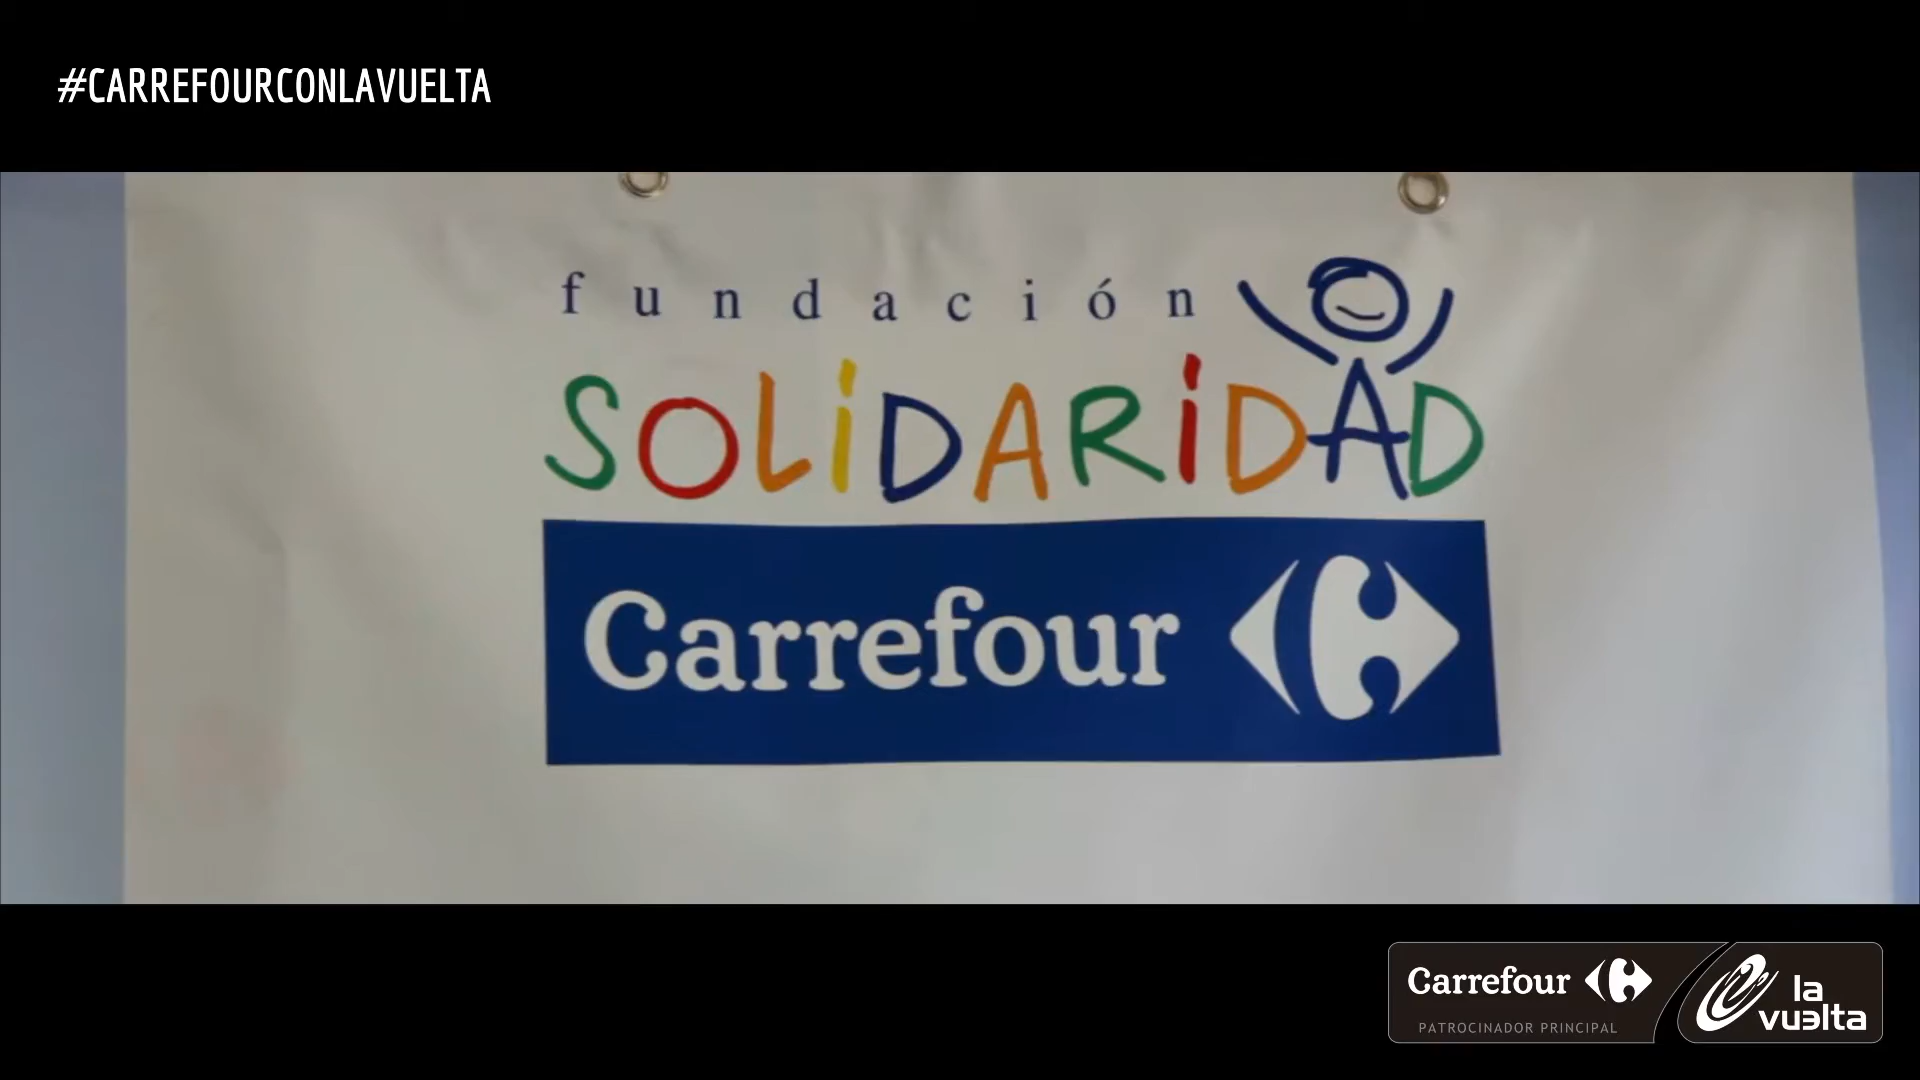 #CARREFOURCONLAVUELTA
fundación
SOLiDARiDAD
Carrefour
Carrefour
PATROCINADOR PRINCIPAL
la
vuelta